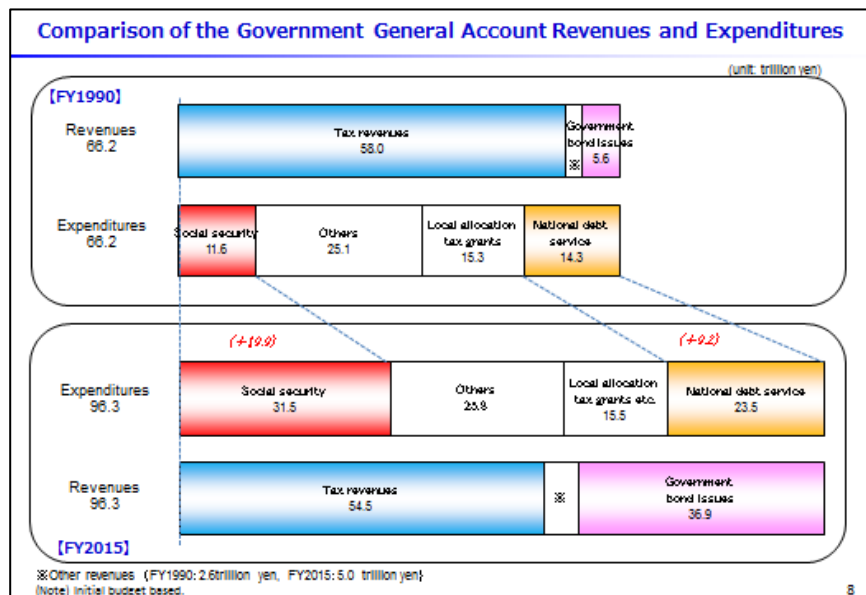 Comparison of the Government General Account Revenues and Expenditures
(unit: trillion yen)
【FY1990】
Revenues
66.2
Tax revenues
58.0
※
Government
bond issues
5.6
Expenditures
66.2
Social security
11.6
Others
25.1
Local allocation
tax grants
15.3
National debt
service
14.3
(+19.9)
(+9.2)
Expenditures
96.3
Social security
31.5
Others
25.8
Local allocation
tax grants etc.
15.5
National debt service
23.5
Revenues
96.3
Tax revenues
54.5
※
Government
bond issues
36.9
【FY2015】
※Other revenues (FY1990: 2.6trillion yen, FY2015: 5.0 trillion yen)
(Note) Initial budget based.
8